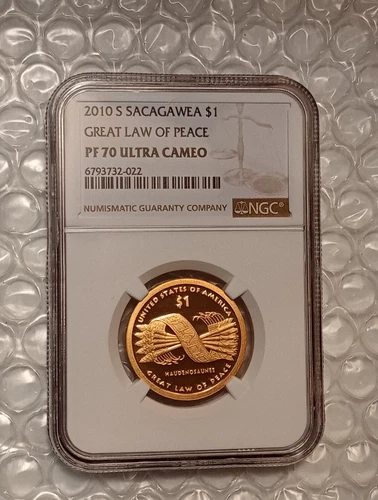 2010 S SACAGAWEA $1
GREAT LAW OF PEACE
PF 70 ULTRA CAMEO
6793732-022
NUMISMATIC GUARANTY COMPANY
NGC®
UNITED STATES OF AMERICA
$1
HAUDENOSAUNEE
GREAT LAW OF PEACE